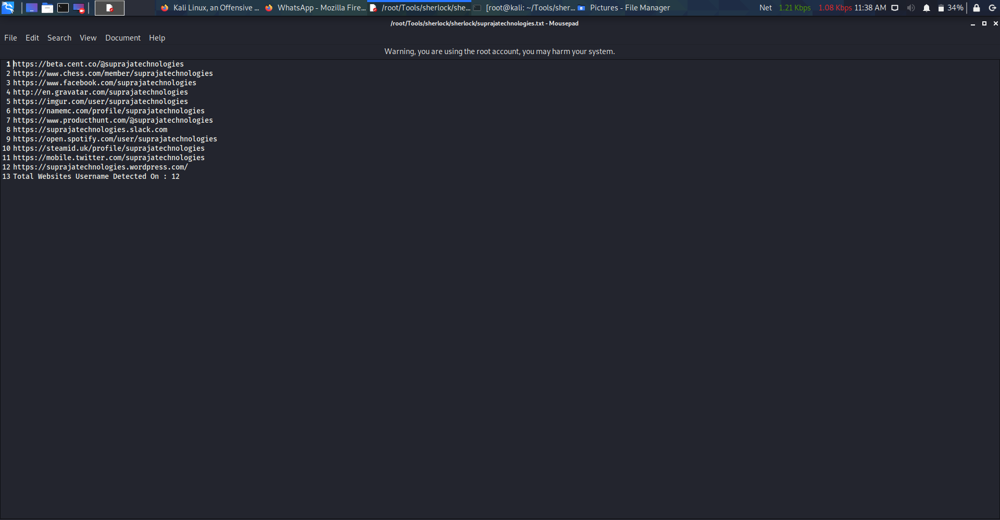 Kali Linux, an Offensive ... WhatsApp - Mozilla Fire... /root/Tools/sherlock/she... [root@kali: ~/Tools/sher... Pictures - File Manager Net 1.21 Kbps 1.08 Kbps 11:38 AM 34%
/root/Tools/sherlock/sherlock/suprajatechnologies.txt - Mousepad
File Edit Search View Document Help
Warning, you are using the root account, you may harm your system.
1 https://beta.cent.co/@suprajatechnologies
2 https://www.chess.com/member/suprajatechnologies
3 https://www.facebook.com/suprajatechnologies
4 http://en.gravatar.com/suprajatechnologies
5 https://imgur.com/user/suprajatechnologies
6 https://namemc.com/profile/suprajatechnologies
7 https://www.producthunt.com/@suprajatechnologies
8 https://suprajatechnologies.slack.com
9 https://open.spotify.com/user/suprajatechnologies
10 https://steamid.uk/profile/suprajatechnologies
11 https://mobile.twitter.com/suprajatechnologies
12 https://suprajatechnologies.wordpress.com/
13 Total Websites Username Detected On : 12